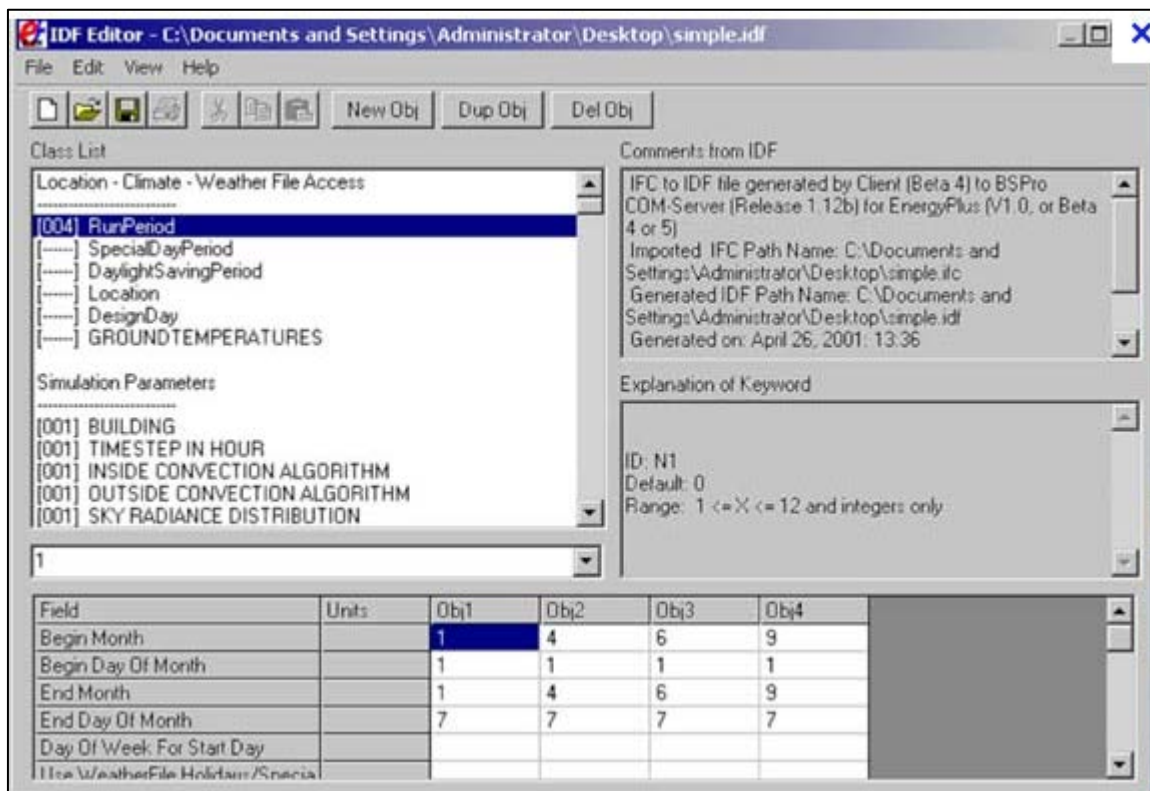 IDF Editor - C:\Documents and Settings\Administrator\Desktop\simple.idf
File Edit View Help
New Obj Dup Obj Del Obj
Class List
Location - Climate - Weather File Access
----------------------------
[004] RunPeriod
[------] SpecialDayPeriod
[------] DaylightSavingPeriod
[------] Location
[------] DesignDay
[------] GROUNDTEMPERATURES
Simulation Parameters
----------------------------
[001] BUILDING
[001] TIMESTEP IN HOUR
[001] INSIDE CONVECTION ALGORITHM
[001] OUTSIDE CONVECTION ALGORITHM
[001] SKY RADIANCE DISTRIBUTION
1
Comments from IDF
IFC to IDF file generated by Client (Beta 4) to BSPro
COM-Server (Release 1.12b) for EnergyPlus (V1.0, or Beta
4 or 5)
Imported IFC Path Name: C:\Documents and
Settings\Administrator\Desktop\simple.ifc
Generated IDF Path Name: C:\Documents and
Settings\Administrator\Desktop\simple.idf
Generated on: April 26, 2001: 13:36
Explanation of Keyword
ID: N1
Default: 0
Range: 1 <= X <= 12 and integers only
Field Units Obj1 Obj2 Obj3 Obj4
Begin Month 1 4 6 9
Begin Day Of Month 1 1 1 1
End Month 1 4 6 9
End Day Of Month 7 7 7 7
Day Of Week For Start Day
Use WeatherFile Holidays/Specia